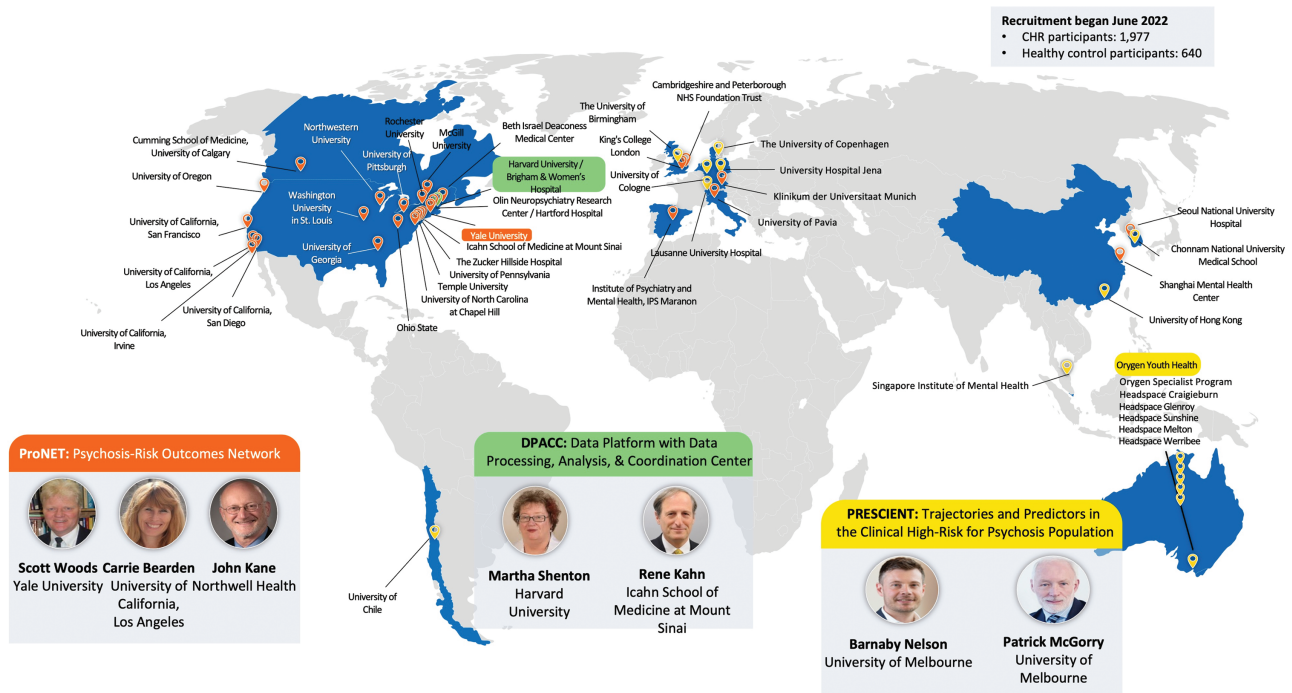 Recruitment began June 2022
• CHR participants: 1,977
• Healthy control participants: 640
Cambridgeshire and Peterborough
NHS Foundation Trust
The University of
Birmingham
King's College
London
University of
Cologne
The University of Copenhagen
University Hospital Jena
Klinikum der Universitaat Munich
University of Pavia
Lausanne University Hospital
Institute of Psychiatry and
Mental Health, IPS Maranon
Rochester
University
McGill
University
Northwestern
University
University of
Pittsburgh
Beth Israel Deaconess
Medical Center
Cumming School of Medicine,
University of Calgary
University of Oregon
Harvard University /
Brigham & Women's
Hospital
Olin Neuropsychiatry Research
Center / Hartford Hospital
Washington
University
in St. Louis
University of California,
San Francisco
Yale University
Icahn School of Medicine at Mount Sinai
University of
Georgia
The Zucker Hillside Hospital
University of Pennsylvania
Temple University
University of North Carolina
at Chapel Hill
Ohio State
University of California,
Los Angeles
University of California,
San Diego
University of California,
Irvine
Seoul National University
Hospital
Chonnam National University
Medical School
Shanghai Mental Health
Center
University of Hong Kong
Singapore Institute of Mental Health
Orygen Youth Health
Orygen Specialist Program
Headspace Craigieburn
Headspace Glenroy
Headspace Sunshine
Headspace Melton
Headspace Werribee
University of
Chile
ProNET: Psychosis-Risk Outcomes Network
Scott Woods
Yale University
Carrie Bearden
University of
California,
Los Angeles
John Kane
Northwell Health
DPACC: Data Platform with Data
Processing, Analysis, & Coordination Center
Martha Shenton
Harvard
University
Rene Kahn
Icahn School of
Medicine at Mount
Sinai
PRESCIENT: Trajectories and Predictors in
the Clinical High-Risk for Psychosis Population
Barnaby Nelson
University of Melbourne
Patrick McGorry
University of
Melbourne